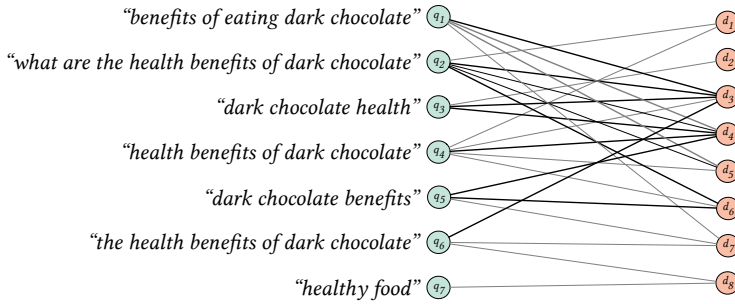 “benefits of eating dark chocolate” q1 d1
“what are the health benefits of dark chocolate” q2 d2
“dark chocolate health” q3 d3
“health benefits of dark chocolate” q4 d4
“dark chocolate benefits” q5 d5
“the health benefits of dark chocolate” q6 d6
“healthy food” q7 d7
d8